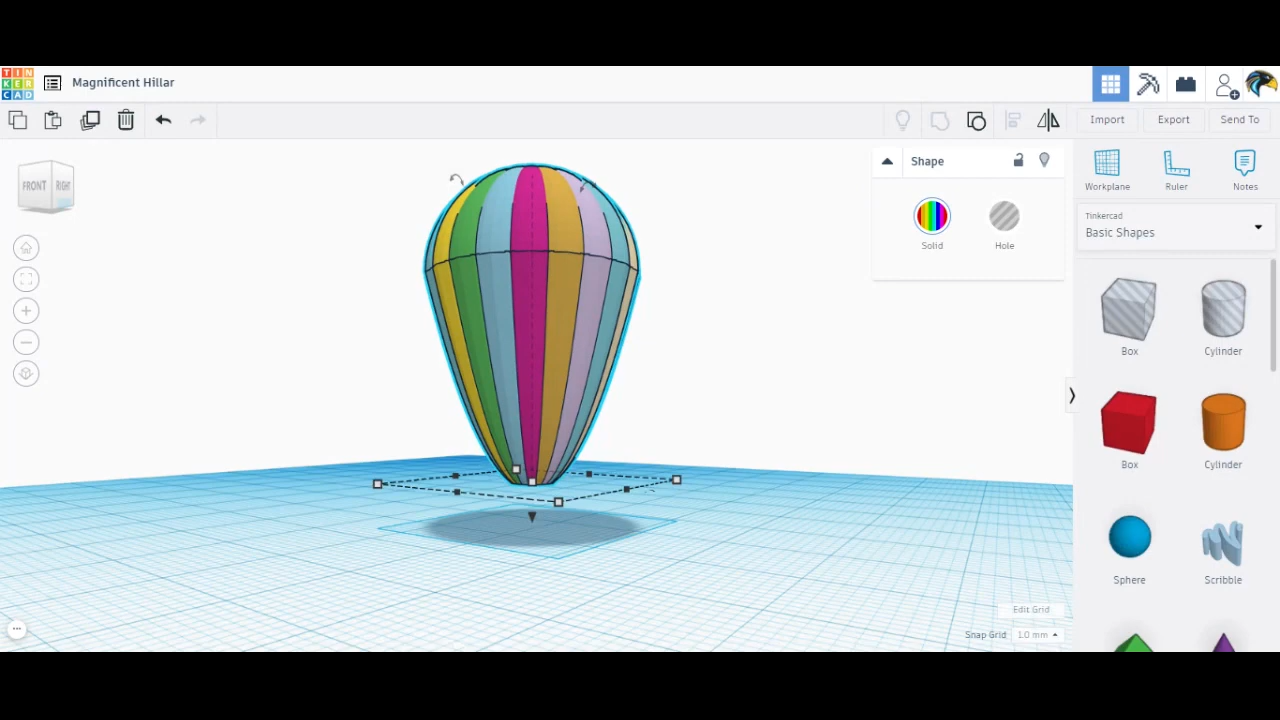 TIN
KER
CAD
Magnificent Hillar
Import
Export
Send To
FRONT
RIGHT
Shape
Solid
Hole
Workplane
Ruler
Notes
Tinkercad
Basic Shapes
Box
Cylinder
Box
Cylinder
Sphere
Scribble
Edit Grid
Snap Grid
1.0 mm